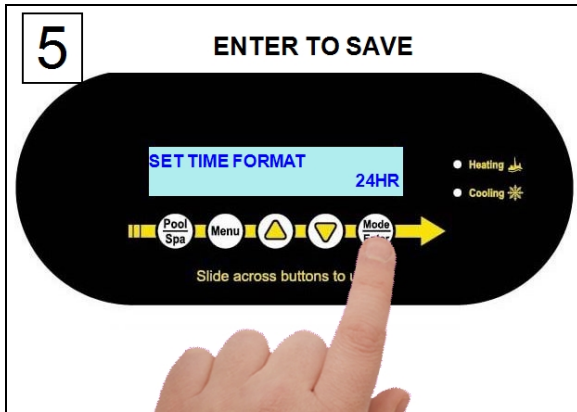 5
ENTER TO SAVE
SET TIME FORMAT
24HR
Heating
Cooling
Pool
Spa
Menu
Mode
Slide across buttons to